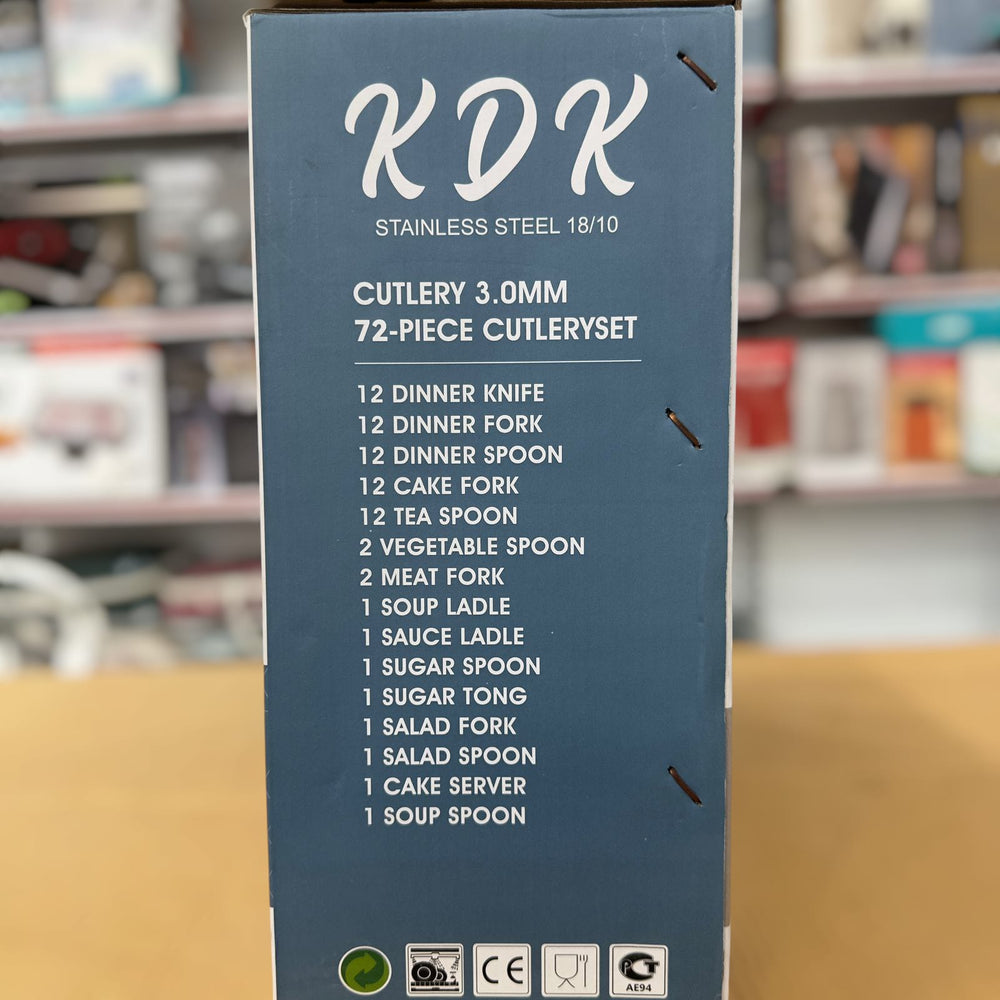 KDK
STAINLESS STEEL 18/10
CUTLERY 3.0MM
72-PIECE CUTLERYSET
12 DINNER KNIFE
12 DINNER FORK
12 DINNER SPOON
12 CAKE FORK
12 TEA SPOON
2 VEGETABLE SPOON
2 MEAT FORK
1 SOUP LADLE
1 SAUCE LADLE
1 SUGAR SPOON
1 SUGAR TONG
1 SALAD FORK
1 SALAD SPOON
1 CAKE SERVER
1 SOUP SPOON
CE
PCT
AE94